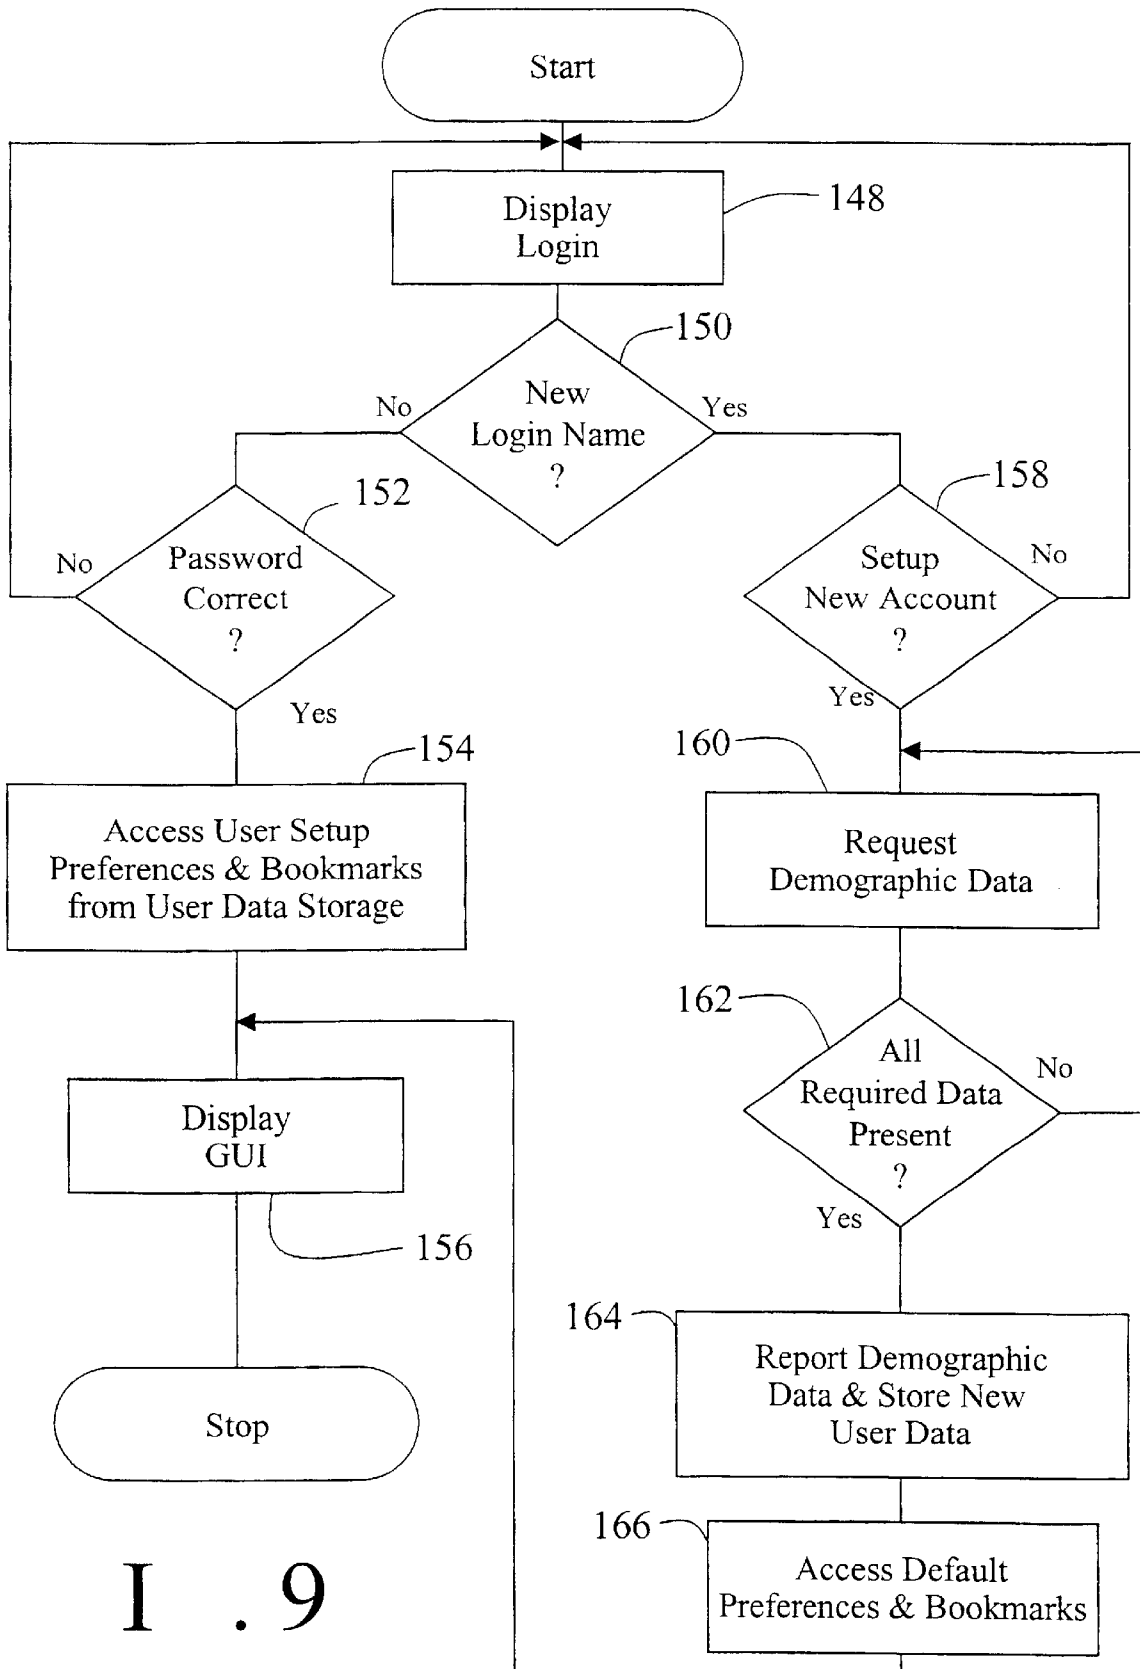 Start
Display
Login
148
150
New
Login Name
?
No
Yes
152
158
Password
Correct
?
No
Yes
Setup
New Account
?
No
Yes
154
160
Access User Setup
Preferences & Bookmarks
from User Data Storage
Request
Demographic Data
162
All
Required Data
Present
?
No
Yes
Display
GUI
156
164
Report Demographic
Data & Store New
User Data
Stop
166
Access Default
Preferences & Bookmarks
I . 9